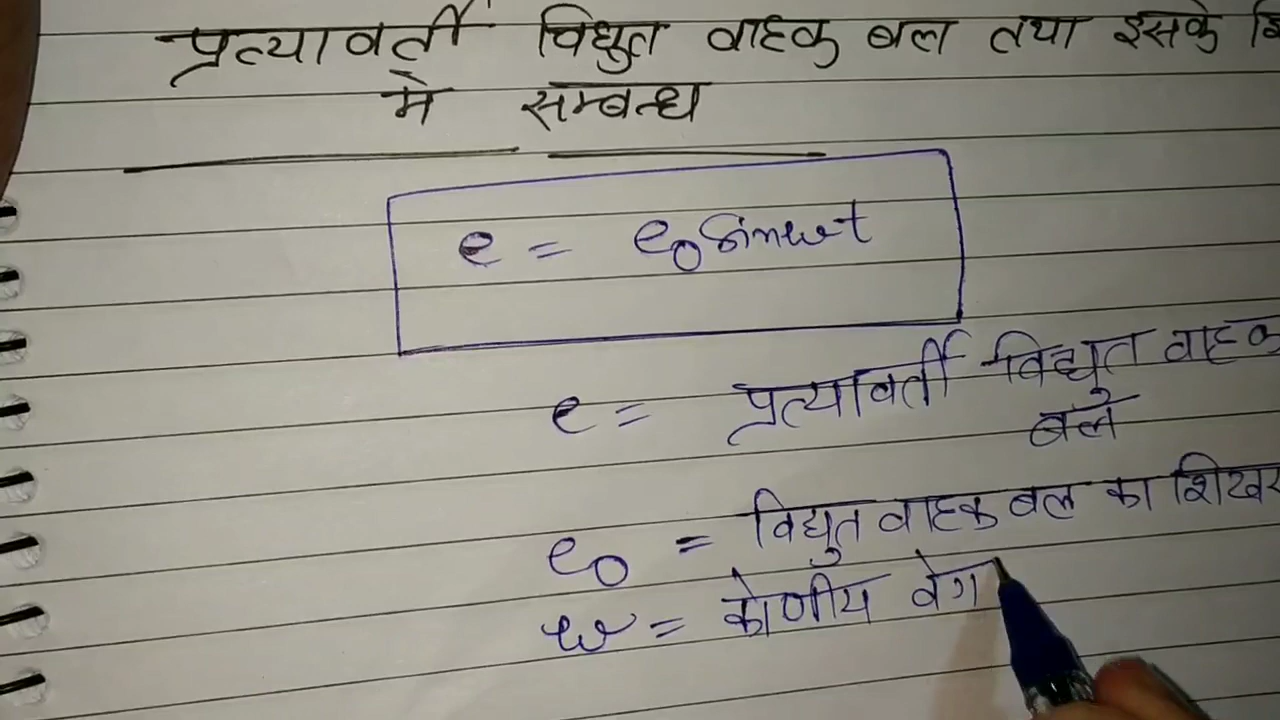 प्रत्यावर्ती विद्युत वाहक बल तथा इसके
मे सम्बन्ध
e = e₀ sinωt
e = प्रत्यावर्ती विद्युत वाहक
बल
e₀ = विद्युत वाहक बल का शिखर
ω = कोणीय वेग